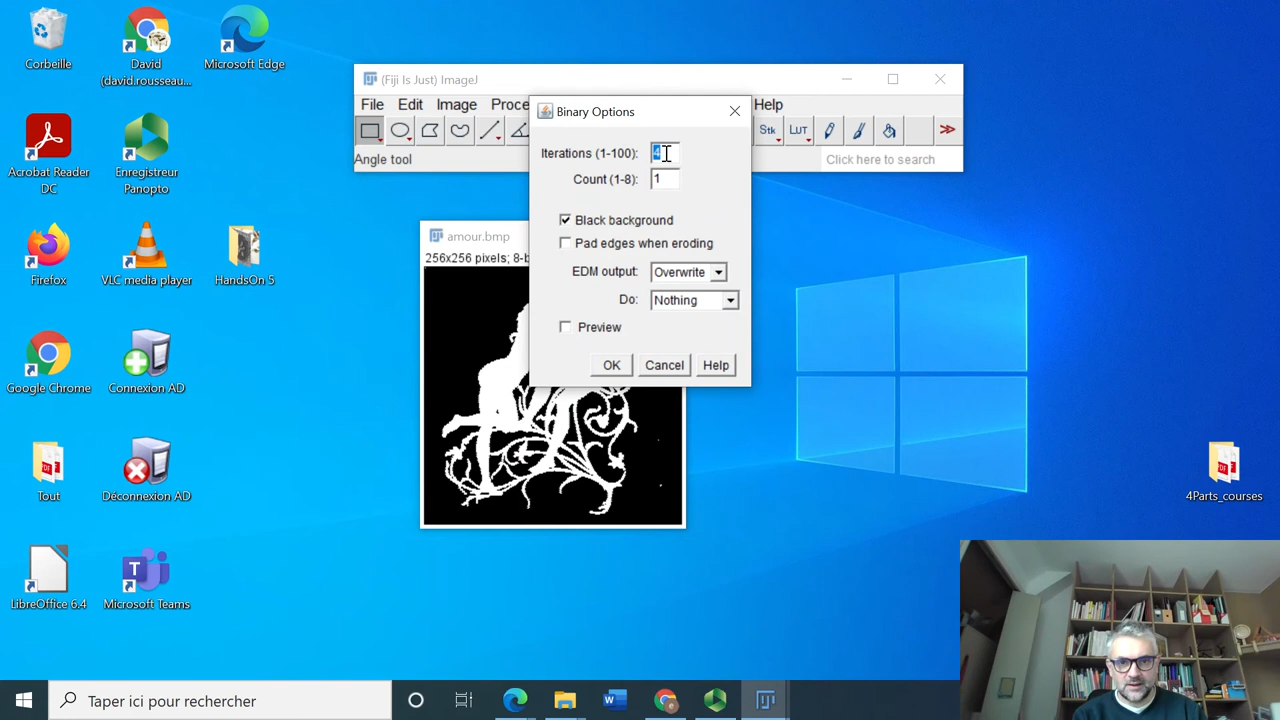 Corbeille
David
(david.rousseau...
Microsoft Edge
Acrobat Reader
DC
Enregistreur
Panopto
Firefox
VLC media player
HandsOn 5
Google Chrome
Connexion AD
Tout
Déconnexion AD
LibreOffice 6.4
Microsoft Teams
4Parts_courses
(Fiji Is Just) ImageJ
File Edit Image Proce Help
Stk LUT
Angle tool
Click here to search
amour.bmp
256x256 pixels; 8-b
Binary Options
Iterations (1-100): 4
Count (1-8): 1
Black background
Pad edges when eroding
EDM output: Overwrite
Do: Nothing
Preview
OK Cancel Help
Taper ici pour rechercher